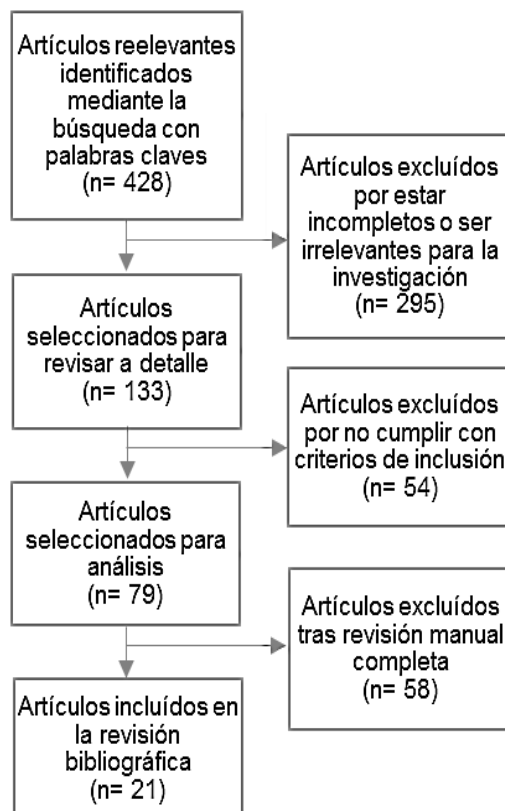 Artículos reelevantes
identificados
mediante la
búsqueda con
palabras claves
(n= 428)
Artículos excluídos
por estar
incompletos o ser
irrelevantes para la
investigación
(n= 295)
Artículos
seleccionados para
revisar a detalle
(n= 133)
Artículos excluídos
por no cumplir con
criterios de inclusión
(n= 54)
Artículos
seleccionados para
análisis
(n= 79)
Artículos excluídos
tras revisión manual
completa
(n= 58)
Artículos incluídos en
la revisión
bibliográfica
(n= 21)